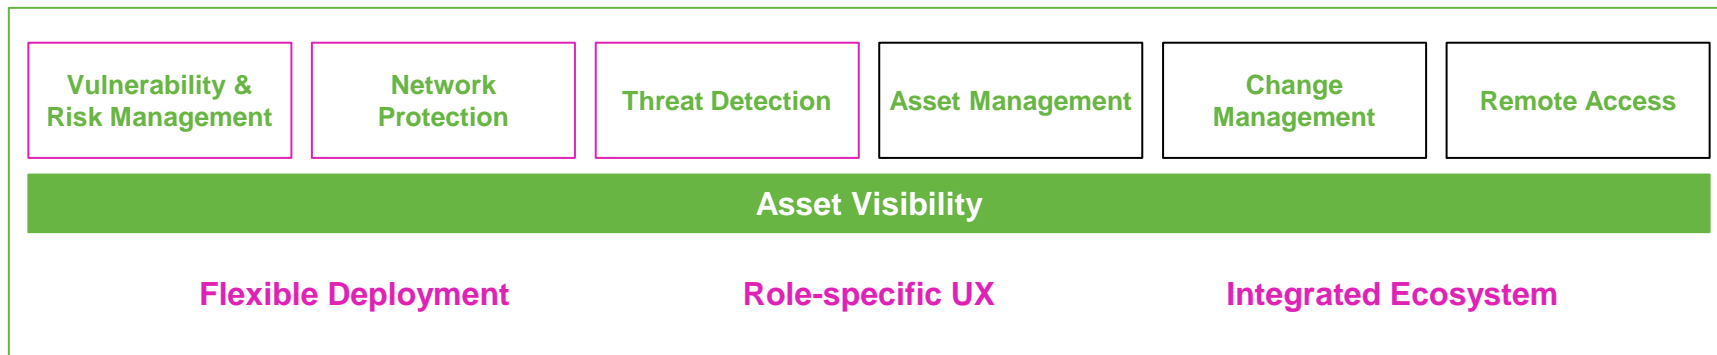 Vulnerability &
Risk Management
Network
Protection
Threat Detection
Asset Management
Change
Management
Remote Access
Asset Visibility
Flexible Deployment
Role-specific UX
Integrated Ecosystem